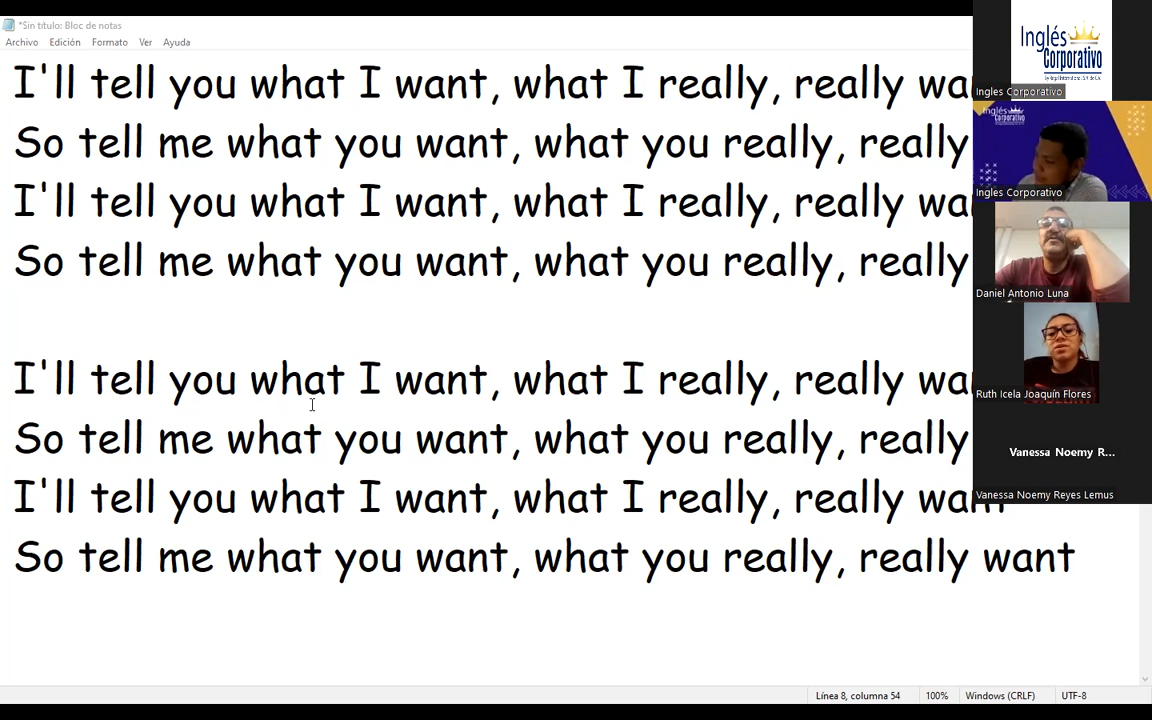 *Sin título: Bloc de notas
Archivo Edición Formato Ver Ayuda
I'll tell you what I want, what I really, really
So tell me what you want, what you really, really
I'll tell you what I want, what I really, really
So tell me what you want, what you really, really
I'll tell you what I want, what I really, really
So tell me what you want, what you really, really
I'll tell you what I want, what I really, really want
So tell me what you want, what you really, really want
Línea 8, columna 54 100% Windows (CRLF) UTF-8
Inglés
Corporativo
Ingles Corporativo
Inglés
Corporativo
Ingles Corporativo
Daniel Antonio Luna
Ruth Icela Joaquín Flores
Vanessa Noemy R...
Vanessa Noemy Reyes Lemus